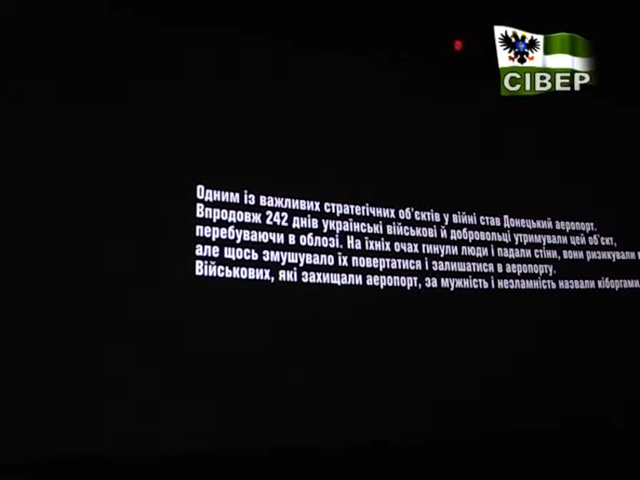 СІВЕР
Одним із важливих стратегічних об'єктів у війні став Донецький аеропорт.
Впродовж 242 днів українські військові й добровольці утримували цей об'єкт,
перебуваючи в облозі. На їхніх очах гинули люди і падали стіни, вони ризикували
але щось змушувало їх повертатися і залишатися в аеропорту.
Військових, які захищали аеропорт, за мужність і незламність назвали кіборгами.